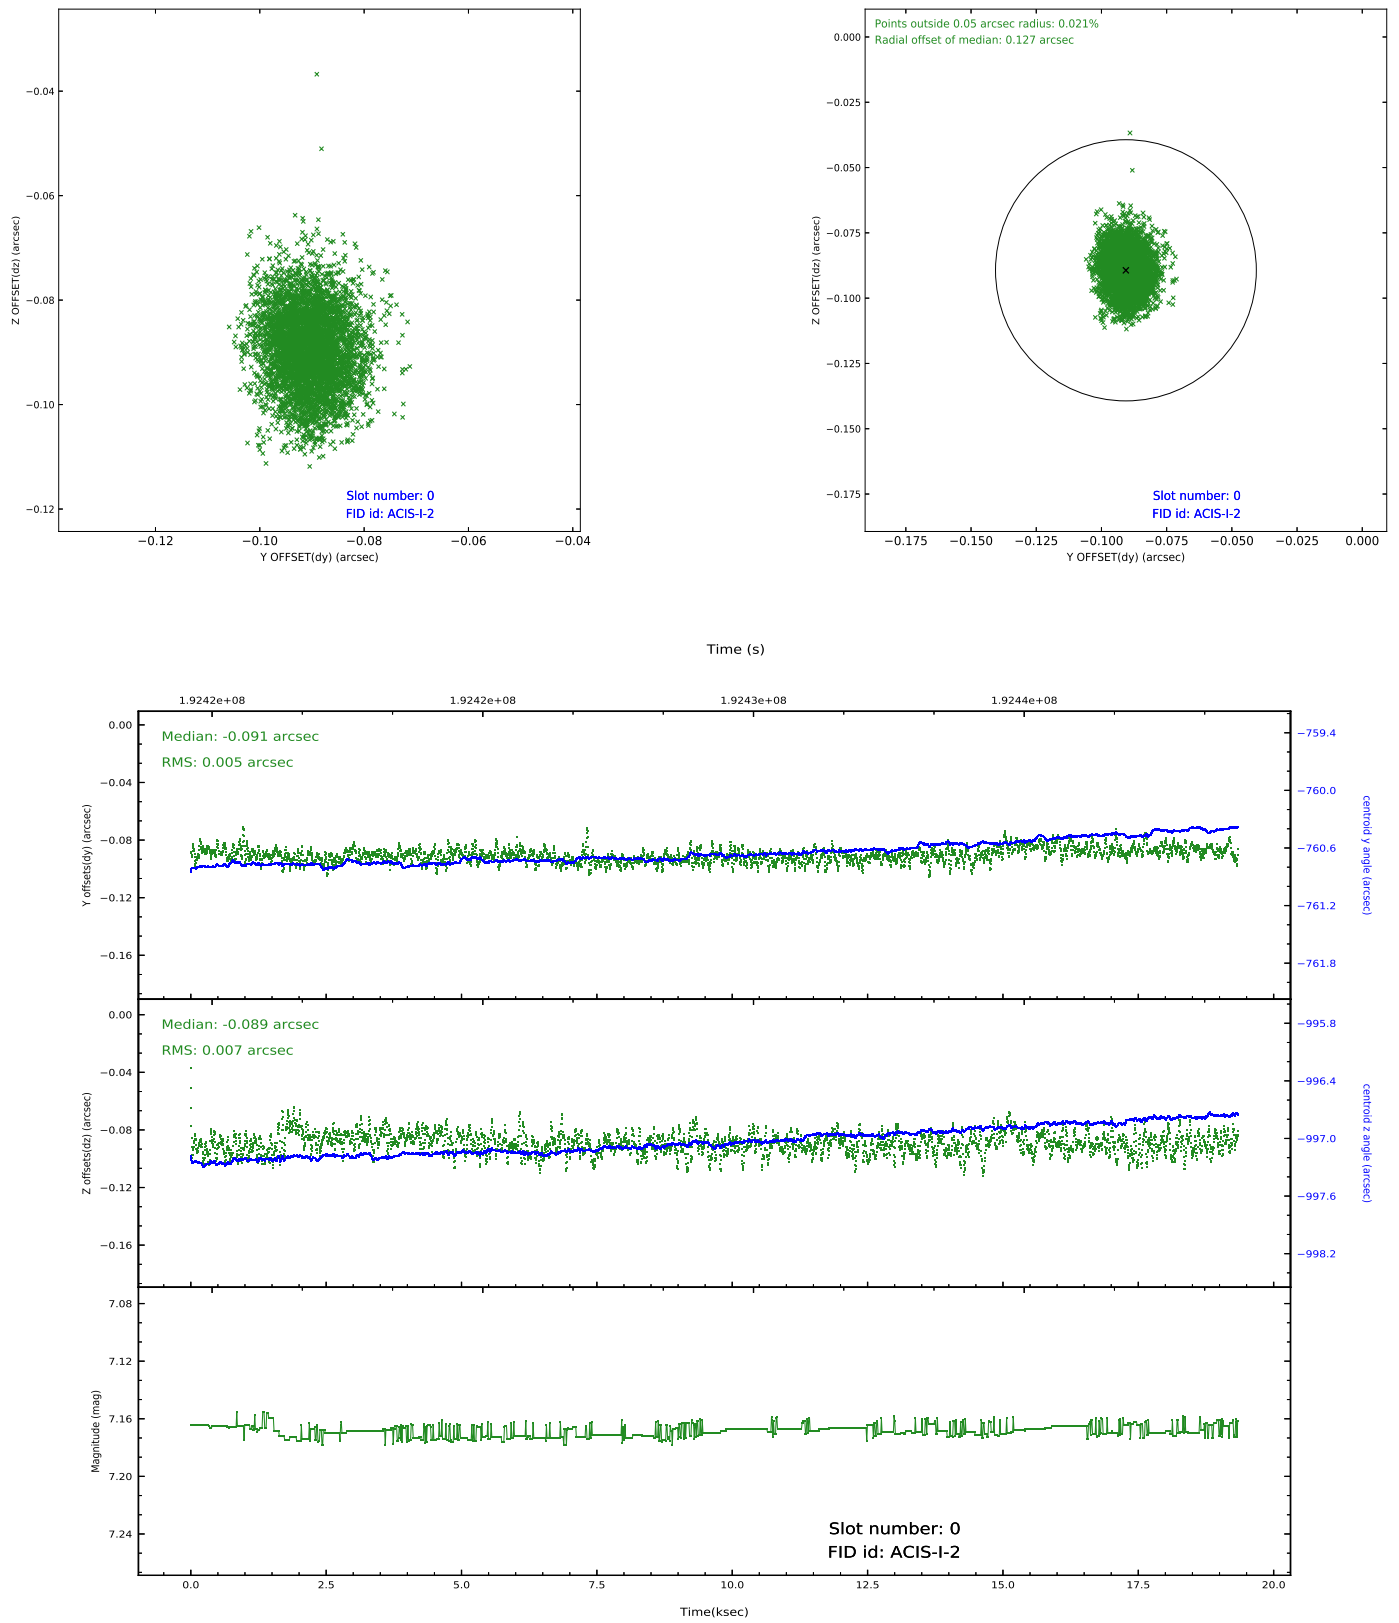 Points outside 0.05 arcsec radius: 0.021%
Radial offset of median: 0.127 arcsec
−0.04
−0.06
−0.08
−0.10
−0.12
Z OFFSET(dz) (arcsec)
Slot number: 0
FID id: ACIS-I-2
−0.12 −0.10 −0.08 −0.06 −0.04
Y OFFSET(dy) (arcsec)
0.000
−0.025
−0.050
−0.075
−0.100
−0.125
−0.150
−0.175
Z OFFSET(dz) (arcsec)
Slot number: 0
FID id: ACIS-I-2
−0.175 −0.150 −0.125 −0.100 −0.075 −0.050 −0.025 0.000
Y OFFSET(dy) (arcsec)
Time (s)
1.9242e+08 1.9242e+08 1.9243e+08 1.9244e+08
Median: -0.091 arcsec
RMS: 0.005 arcsec
0.00
−0.04
−0.08
−0.12
−0.16
Y offsets(dy) (arcsec)
−759.4
−760.0
−760.6
−761.2
−761.8
centroid y angle (arcsec)
Median: -0.089 arcsec
RMS: 0.007 arcsec
0.00
−0.04
−0.08
−0.12
−0.16
Z offsets(dz) (arcsec)
−995.8
−996.4
−997.0
−997.6
−998.2
centroid z angle (arcsec)
7.08
7.12
7.16
7.20
7.24
Magnitude (mag)
Slot number: 0
FID id: ACIS-I-2
0.0 2.5 5.0 7.5 10.0 12.5 15.0 17.5 20.0
Time(ksec)